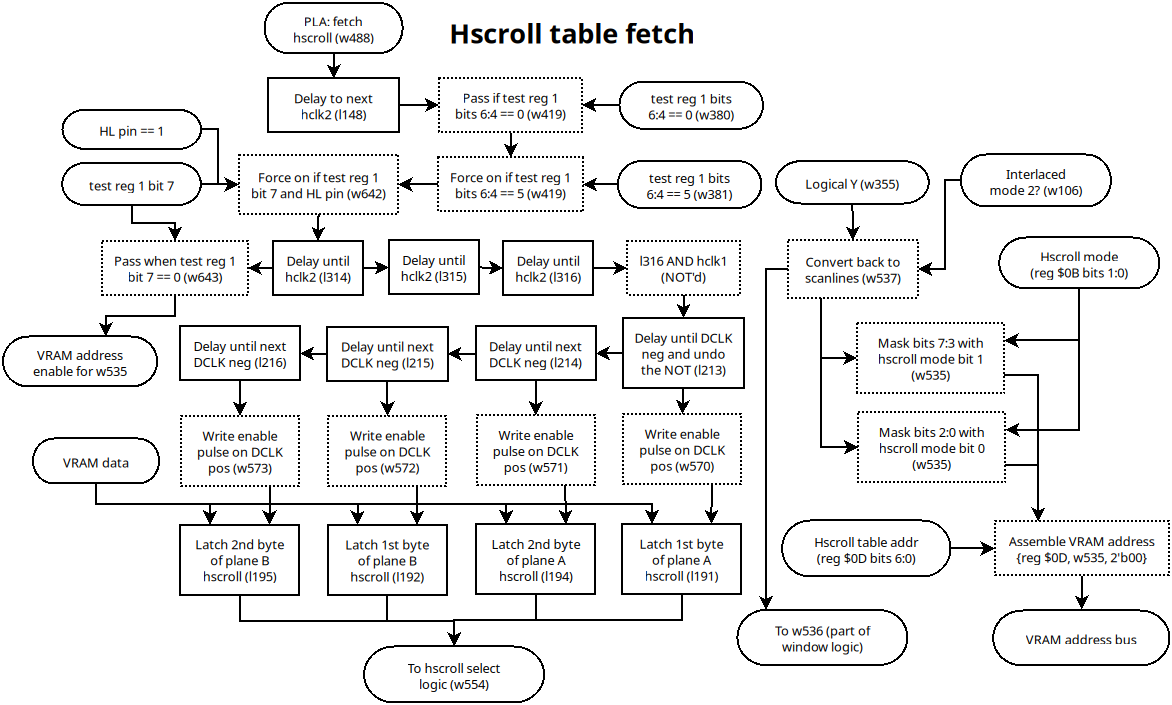 PLA: fetch
hscroll (w488)
Hscroll table fetch
Delay to next
hclk2 (l148)
Pass if test reg 1
bits 6:4 == 0 (w419)
test reg 1 bits
6:4 == 0 (w380)
HL pin == 1
test reg 1 bit 7
Force on if test reg 1
bit 7 and HL pin (w642)
Force on if test reg 1
bits 6:4 == 5 (w419)
test reg 1 bits
6:4 == 5 (w381)
Logical Y (w355)
Interlaced
mode 2? (w106)
Pass when test reg 1
bit 7 == 0 (w643)
Delay until
hclk2 (l314)
Delay until
hclk2 (l315)
Delay until
hclk2 (l316)
l316 AND hclk1
(NOT'd)
Convert back to
scanlines (w537)
Hscroll mode
(reg $0B bits 1:0)
VRAM address
enable for w535
Delay until next
DCLK neg (l216)
Delay until next
DCLK neg (l215)
Delay until next
DCLK neg (l214)
Delay until DCLK
neg and undo
the NOT (l213)
Mask bits 7:3 with
hscroll mode bit 1
(w535)
Mask bits 2:0 with
hscroll mode bit 0
(w535)
VRAM data
Write enable
pulse on DCLK
pos (w573)
Write enable
pulse on DCLK
pos (w572)
Write enable
pulse on DCLK
pos (w571)
Write enable
pulse on DCLK
pos (w570)
Latch 2nd byte
of plane B
hscroll (l195)
Latch 1st byte
of plane B
hscroll (l192)
Latch 2nd byte
of plane A
hscroll (l194)
Latch 1st byte
of plane A
hscroll (l191)
Hscroll table addr
(reg $0D bits 6:0)
Assemble VRAM address
{reg $0D, w535, 2'b00}
To hscroll select
logic (w554)
To w536 (part of
window logic)
VRAM address bus